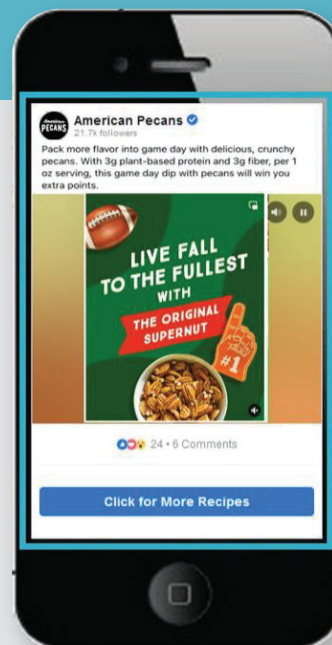 American
PECANS
American Pecans
21.7k followers
Pack more flavor into game day with delicious, crunchy
pecans. With 3g plant-based protein and 3g fiber, per 1
oz serving, this game day dip with pecans will win you
extra points.
LIVE FALL
TO THE FULLEST
WITH
THE ORIGINAL
SUPERNUT
#1
24 • 6 Comments
Click for More Recipes